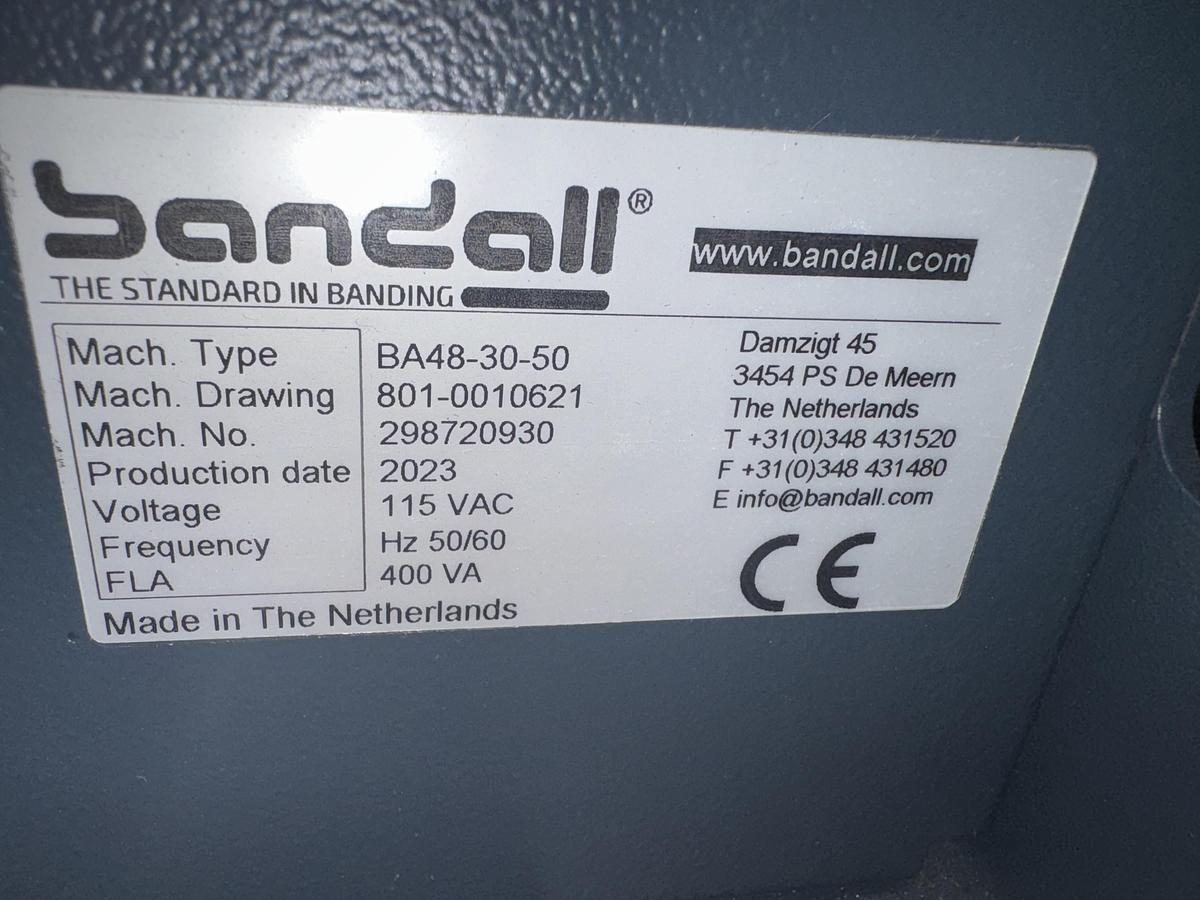 bandall®
www.bandall.com
THE STANDARD IN BANDING
Mach. Type BA48-30-50
Mach. Drawing 801-0010621
Mach. No. 298720930
Production date 2023
Voltage 115 VAC
Frequency Hz 50/60
FLA 400 VA
Made in The Netherlands
Damzigt 45
3454 PS De Meern
The Netherlands
T +31(0)348 431520
F +31(0)348 431480
E info@bandall.com
CE